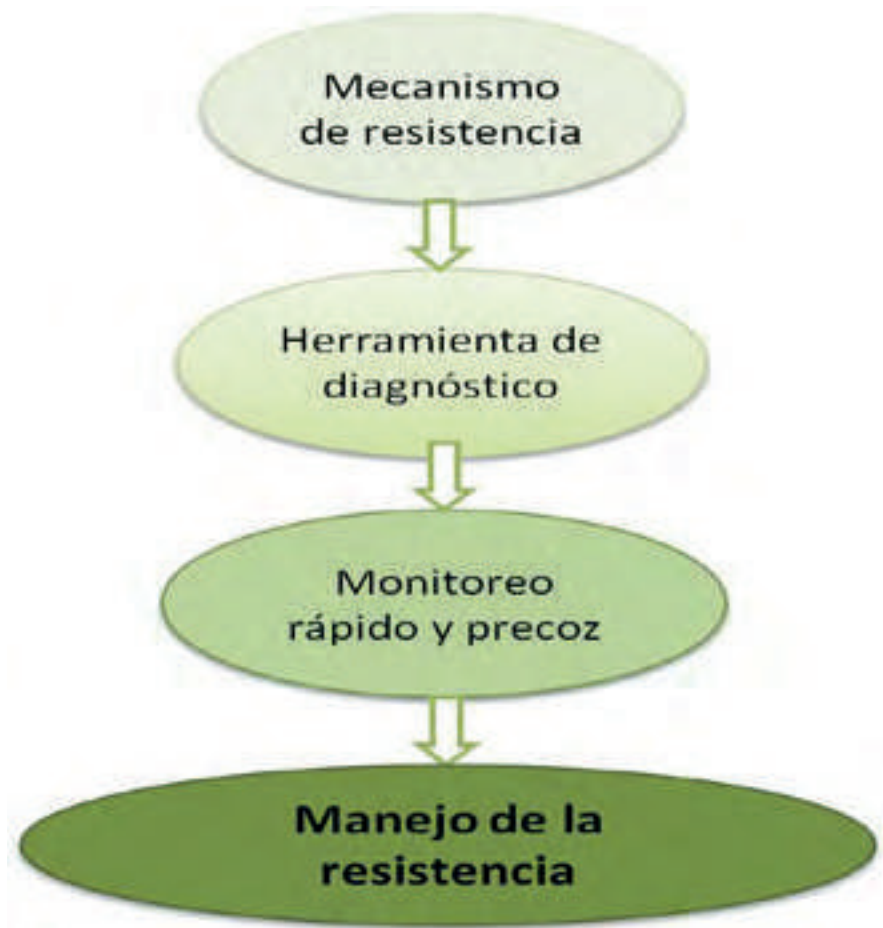 Mecanismo
de resistencia
Herramienta de
diagnóstico
Monitoreo
rápido y precoz
Manejo de la
resistencia